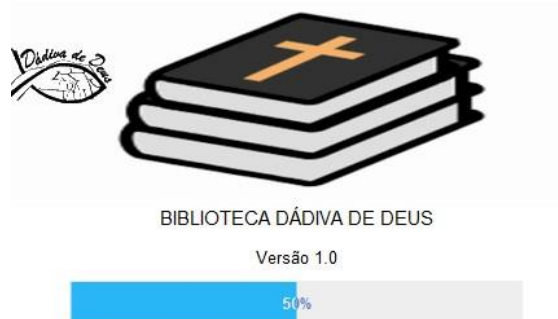 Dádiva de Deus
BIBLIOTECA DÁDIVA DE DEUS
Versão 1.0
50%